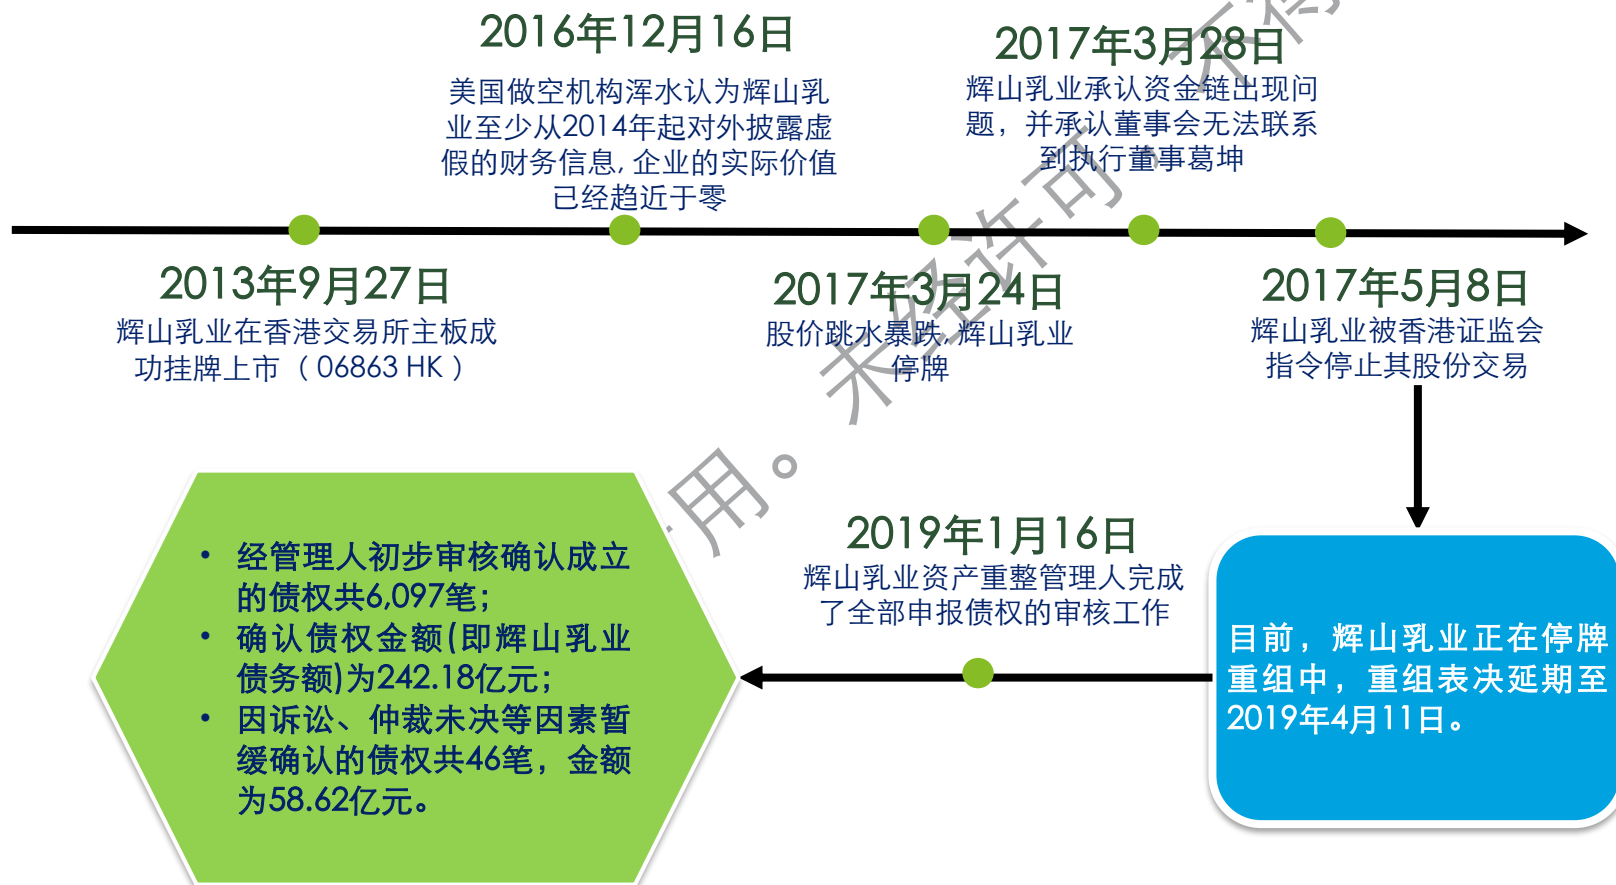 2016年12月16日
美国做空机构浑水认为辉山乳
业至少从2014年起对外披露虚
假的财务信息, 企业的实际价值
已经趋近于零
2017年3月28日
辉山乳业承认资金链出现问
题，并承认董事会无法联系
到执行董事葛坤
2013年9月27日
辉山乳业在香港交易所主板成
功挂牌上市（06863 HK）
2017年3月24日
股价跳水暴跌, 辉山乳业
停牌
2017年5月8日
辉山乳业被香港证监会
指令停止其股份交易
• 经管理人初步审核确认成立
的债权共6,097笔；
• 确认债权金额(即辉山乳业
债务额)为242.18亿元；
• 因诉讼、仲裁未决等因素暂
缓确认的债权共46笔，金额
为58.62亿元。
2019年1月16日
辉山乳业资产重整管理人完成
了全部申报债权的审核工作
目前，辉山乳业正在停牌
重组中，重组表决延期至
2019年4月11日。
用。未经许可，不得